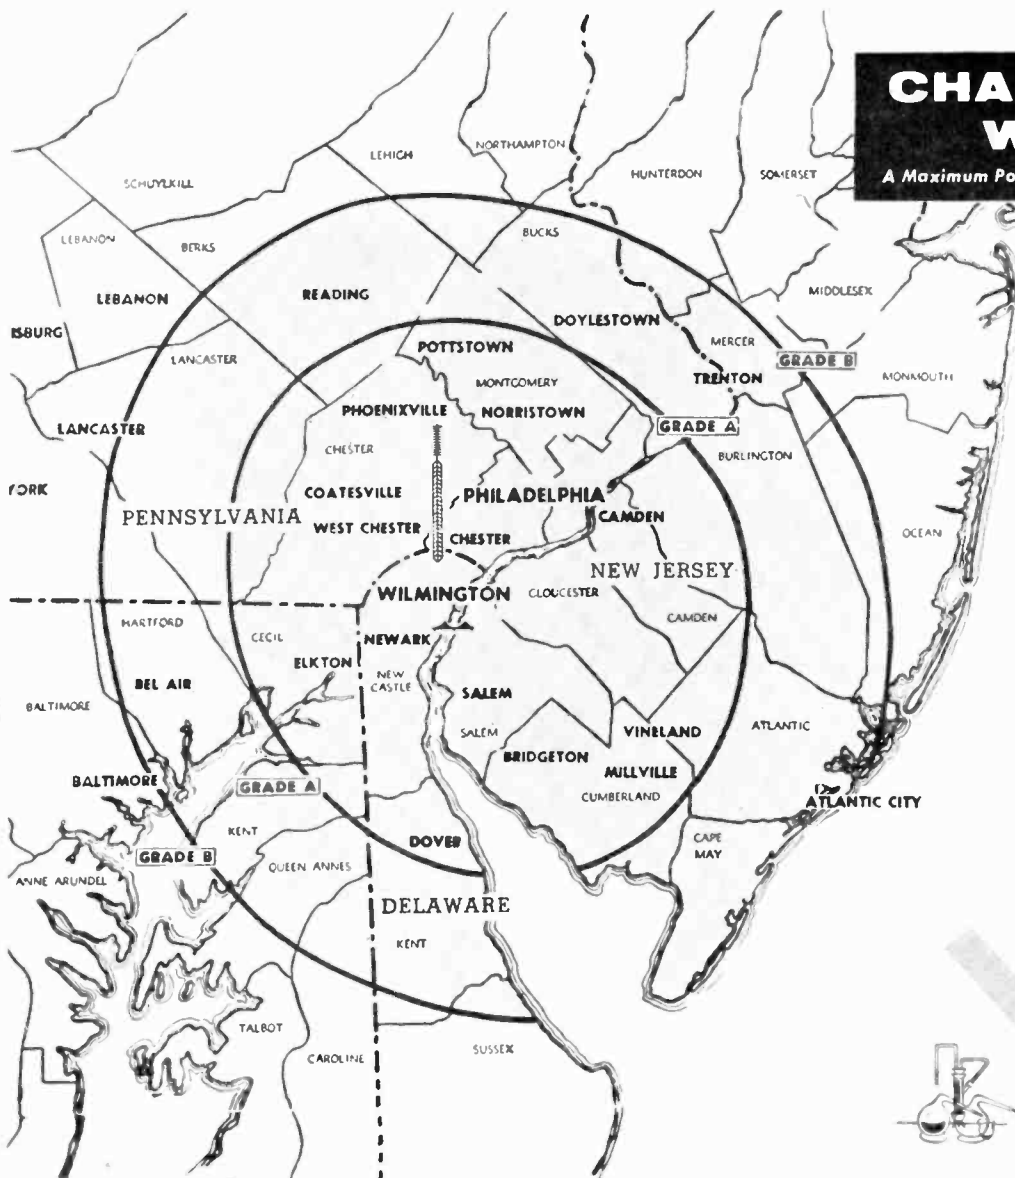 CHA
W
A Maximum Po
NORTHAMPTON
LEHIGH
HUNTERDON
SOMERSET
SCHUYLKILL
LEBANON
BERKS
BUCKS
MIDDLESEX
LEBANON
READING
DOYLESTOWN
ISBURG
MERCER
POTTSTOWN
LANCASTER
GRADE B
TRENTON
MONMOUTH
MONTGOMERY
PHOENIXVILLE
NORRISTOWN
LANCASTER
GRADE A
CHESTER
BURLINGTON
YORK
COATESVILLE
PHILADELPHIA
PENNSYLVANIA
CAMDEN
WEST CHESTER
CHESTER
OCEAN
NEW JERSEY
WILMINGTON
GLOUCESTER
HARTFORD
CAMDEN
CECIL
NEWARK
ELKTON
NEW
CASTLE
BEL AIR
SALEM
BALTIMORE
SALEM
VINELAND
ATLANTIC
BRIDGETON
MILLVILLE
BALTIMORE
GRADE A
CUMBERLAND
ATLANTIC CITY
KENT
DOVER
CAPE
MAY
GRADE B
QUEEN ANNES
ANNE ARUNDEL
DELAWARE
KENT
TALBOT
CAROLINE
SUSSEX